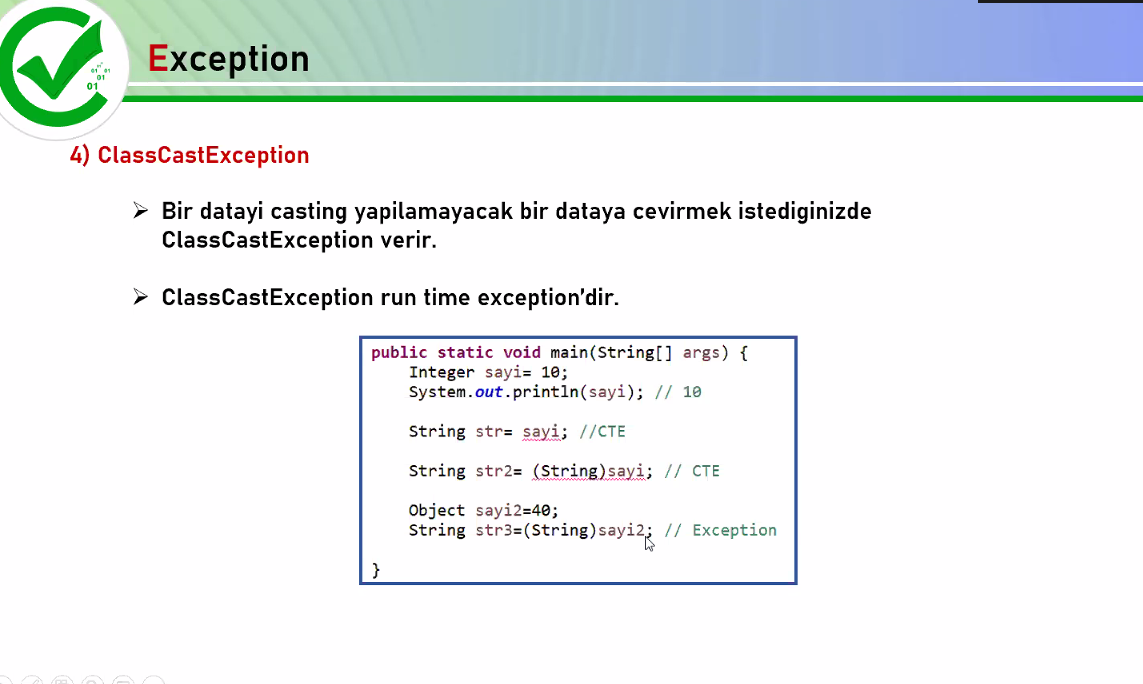 Exception
01 01
01
01
4) ClassCastException
➢ Bir datayi casting yapilamayacak bir dataya cevirmek istediginizde
ClassCastException verir.
➢ ClassCastException run time exception’dir.
public static void main(String[] args) {
Integer sayi= 10;
System.out.println(sayi); // 10
String str= sayi; //CTE
String str2= (String)sayi; // CTE
Object sayi2=40;
String str3=(String)sayi2; // Exception
}